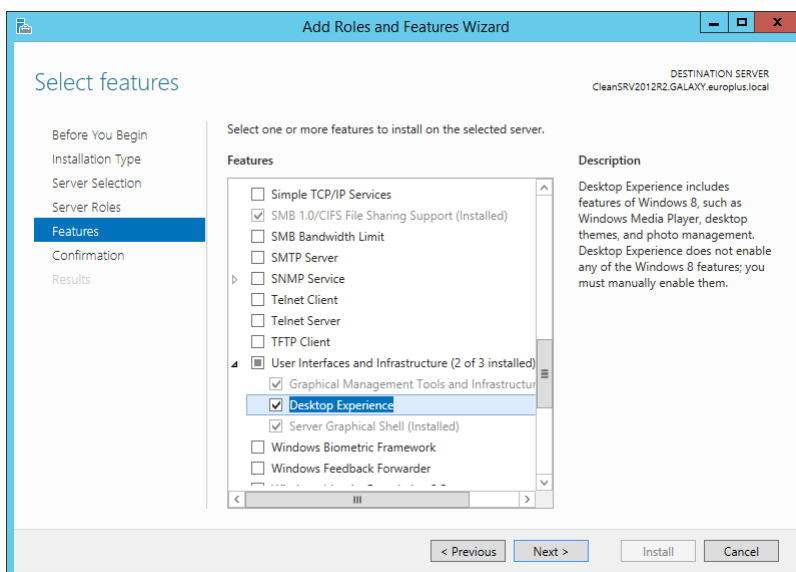 Add Roles and Features Wizard
Select features
DESTINATION SERVER
CleanSRV2012R2.GALAXY.europlus.local
Before You Begin
Installation Type
Server Selection
Server Roles
Features
Confirmation
Results
Select one or more features to install on the selected server.
Features
Simple TCP/IP Services
SMB 1.0/CIFS File Sharing Support (Installed)
SMB Bandwidth Limit
SMTP Server
SNMP Service
Telnet Client
Telnet Server
TFTP Client
User Interfaces and Infrastructure (2 of 3 installed)
Graphical Management Tools and Infrastructur
Desktop Experience
Server Graphical Shell (Installed)
Windows Biometric Framework
Windows Feedback Forwarder
Description
Desktop Experience includes
features of Windows 8, such as
Windows Media Player, desktop
themes, and photo management.
Desktop Experience does not enable
any of the Windows 8 features; you
must manually enable them.
< Previous
Next >
Install
Cancel